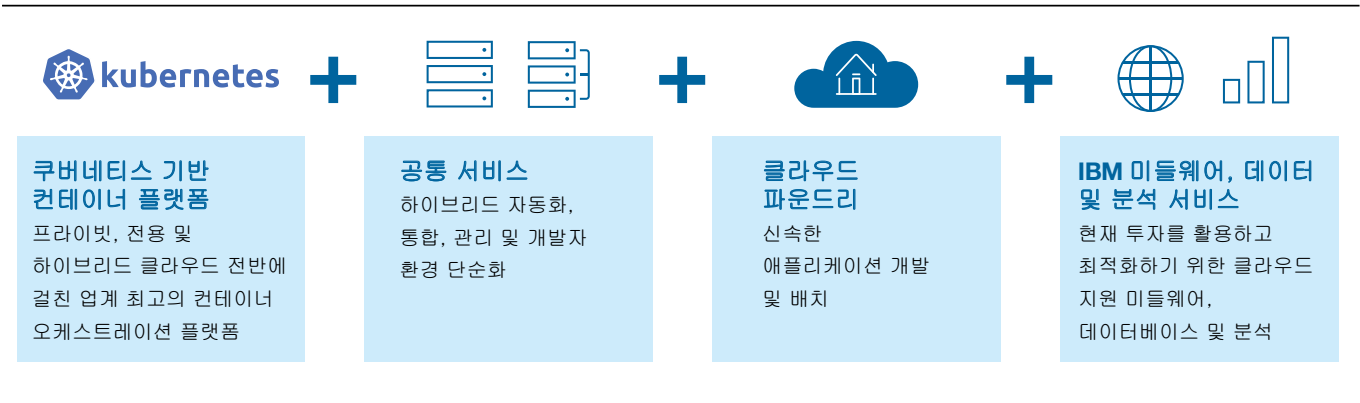 kubernetes
쿠버네티스 기반
컨테이너 플랫폼
프라이빗, 전용 및
하이브리드 클라우드 전반에
걸친 업계 최고의 컨테이너
오케스트레이션 플랫폼
공통 서비스
하이브리드 자동화,
통합, 관리 및 개발자
환경 단순화
클라우드
파운드리
신속한
애플리케이션 개발
및 배치
IBM 미들웨어, 데이터
및 분석 서비스
현재 투자를 활용하고
최적화하기 위한 클라우드
지원 미들웨어,
데이터베이스 및 분석